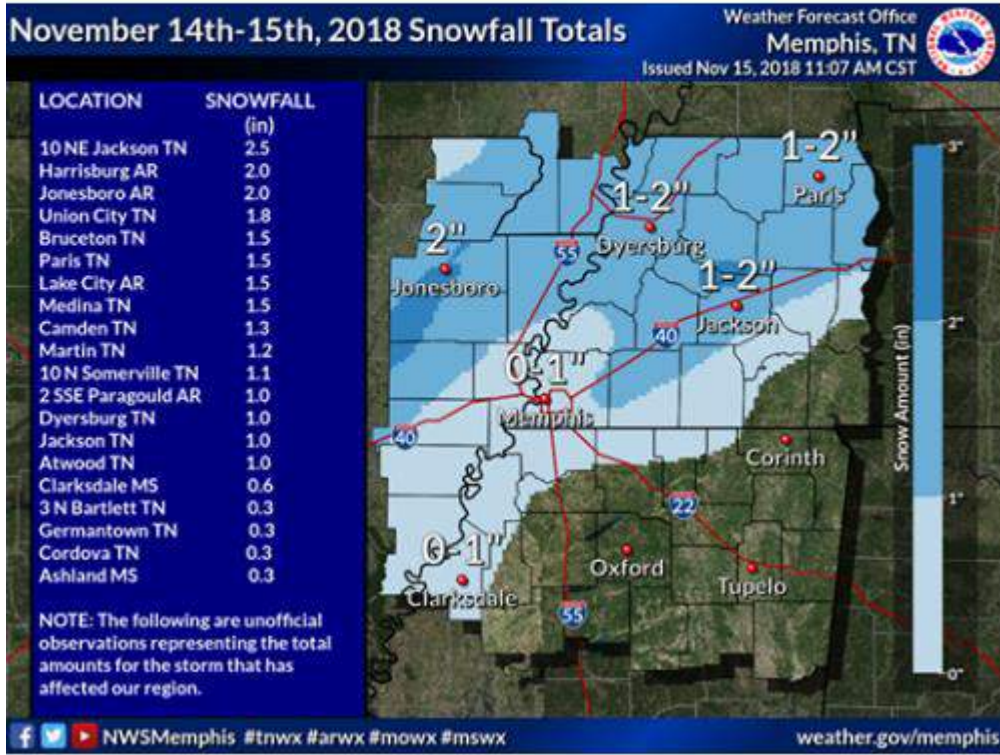 November 14th-15th, 2018 Snowfall Totals
Weather Forecast Office
Memphis, TN
Issued Nov 15, 2018 11:07 AM CST
LOCATION SNOWFALL
(in)
10 NE Jackson TN 2.5
Harrisburg AR 2.0
Jonesboro AR 2.0
Union City TN 1.8
Bruceton TN 1.5
Paris TN 1.5
Lake City AR 1.5
Medina TN 1.5
Camden TN 1.3
Martin TN 1.2
10 N Somerville TN 1.1
2 SSE Paragould AR 1.0
Dyersburg TN 1.0
Jackson TN 1.0
Atwood TN 1.0
Clarksdale MS 0.6
3 N Bartlett TN 0.3
Germantown TN 0.3
Cordova TN 0.3
Ashland MS 0.3
NOTE: The following are unofficial
observations representing the total
amounts for the storm that has
affected our region.
1-2"
Paris
1-2"
Dyersburg
2"
Jonesboro
55
1-2"
Jackson
40
0-1"
Memphis
40
Corinth
22
0-1"
Clarksdale
Oxford
Tupelo
55
3"
2"
1"
0"
Snow Amount (in)
NWSMemphis #tnwx #arwx #mowx #mswx
weather.gov/memphis